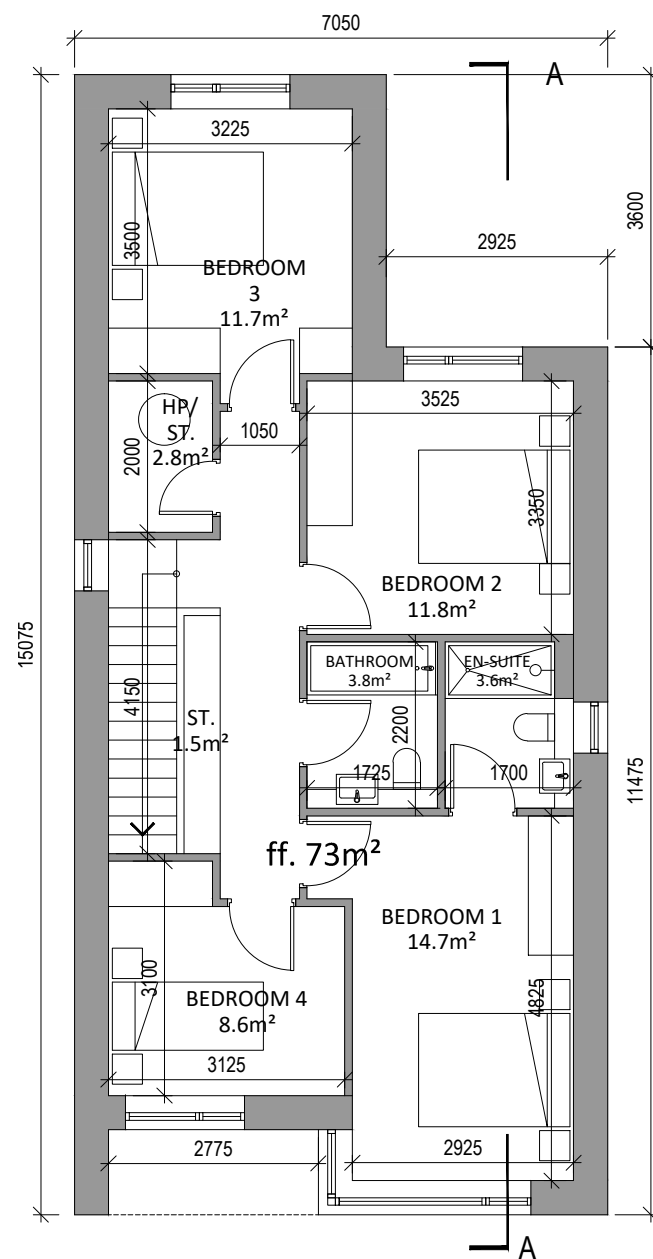 7050
A
3225
3600
2925
3500
BEDROOM
3
11.7m²
HP/
ST.
2.8m²
1050
3525
2000
3350
BEDROOM 2
11.8m²
15075
BATHROOM
3.8m²
EN-SUITE
3.6m²
4150
ST.
1.5m²
2200
1725
1700
11475
ff. 73m²
BEDROOM 1
14.7m²
3100
BEDROOM 4
8.6m²
4825
3125
2775
2925
A